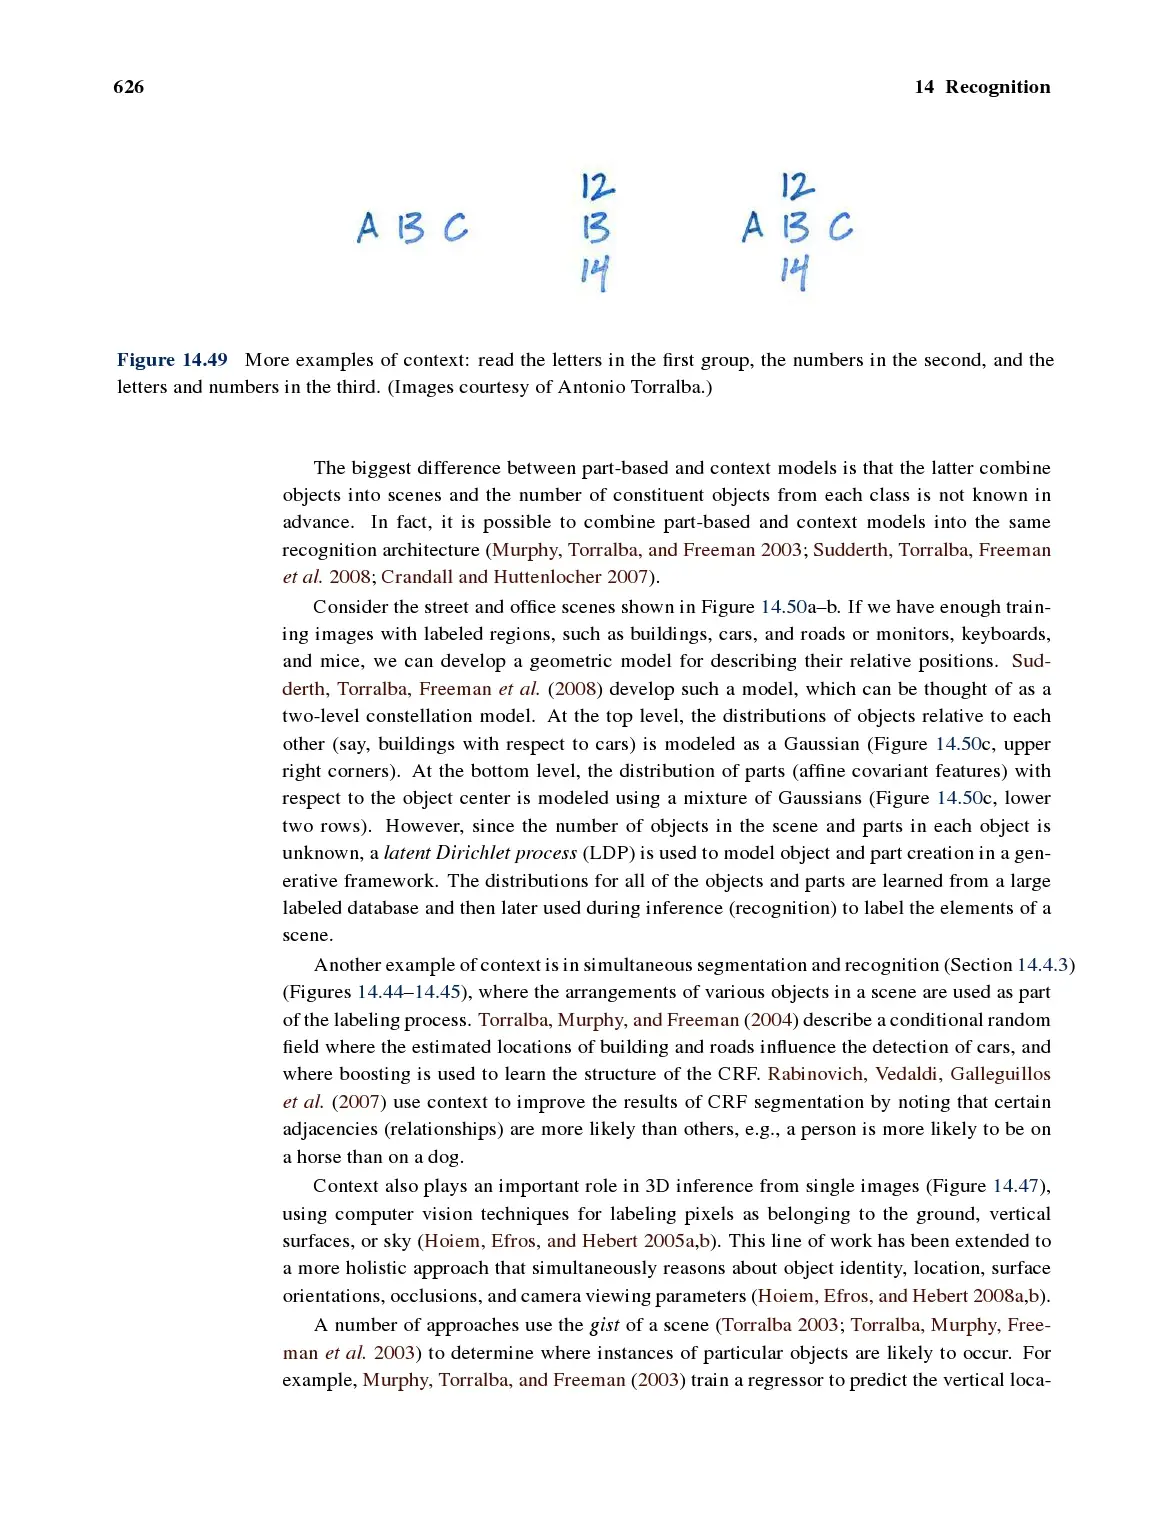 626
14 Recognition
A B C
12
13
14
12
A B C
14
Figure 14.49 More examples of context: read the letters in the first group, the numbers in the second, and the
letters and numbers in the third. (Images courtesy of Antonio Torralba.)
The biggest difference between part-based and context models is that the latter combine
objects into scenes and the number of constituent objects from each class is not known in
advance. In fact, it is possible to combine part-based and context models into the same
recognition architecture (Murphy, Torralba, and Freeman 2003; Sudderth, Torralba, Freeman
et al. 2008; Crandall and Huttenlocher 2007).
Consider the street and office scenes shown in Figure 14.50a–b. If we have enough train-
ing images with labeled regions, such as buildings, cars, and roads or monitors, keyboards,
and mice, we can develop a geometric model for describing their relative positions. Sud-
derth, Torralba, Freeman et al. (2008) develop such a model, which can be thought of as a
two-level constellation model. At the top level, the distributions of objects relative to each
other (say, buildings with respect to cars) is modeled as a Gaussian (Figure 14.50c, upper
right corners). At the bottom level, the distribution of parts (affine covariant features) with
respect to the object center is modeled using a mixture of Gaussians (Figure 14.50c, lower
two rows). However, since the number of objects in the scene and parts in each object is
unknown, a latent Dirichlet process (LDP) is used to model object and part creation in a gen-
erative framework. The distributions for all of the objects and parts are learned from a large
labeled database and then later used during inference (recognition) to label the elements of a
scene.
Another example of context is in simultaneous segmentation and recognition (Section 14.4.3)
(Figures 14.44–14.45), where the arrangements of various objects in a scene are used as part
of the labeling process. Torralba, Murphy, and Freeman (2004) describe a conditional random
field where the estimated locations of building and roads influence the detection of cars, and
where boosting is used to learn the structure of the CRF. Rabinovich, Vedaldi, Galleguillos
et al. (2007) use context to improve the results of CRF segmentation by noting that certain
adjacencies (relationships) are more likely than others, e.g., a person is more likely to be on
a horse than on a dog.
Context also plays an important role in 3D inference from single images (Figure 14.47),
using computer vision techniques for labeling pixels as belonging to the ground, vertical
surfaces, or sky (Hoiem, Efros, and Hebert 2005a,b). This line of work has been extended to
a more holistic approach that simultaneously reasons about object identity, location, surface
orientations, occlusions, and camera viewing parameters (Hoiem, Efros, and Hebert 2008a,b).
A number of approaches use the gist of a scene (Torralba 2003; Torralba, Murphy, Free-
man et al. 2003) to determine where instances of particular objects are likely to occur. For
example, Murphy, Torralba, and Freeman (2003) train a regressor to predict the vertical loca-